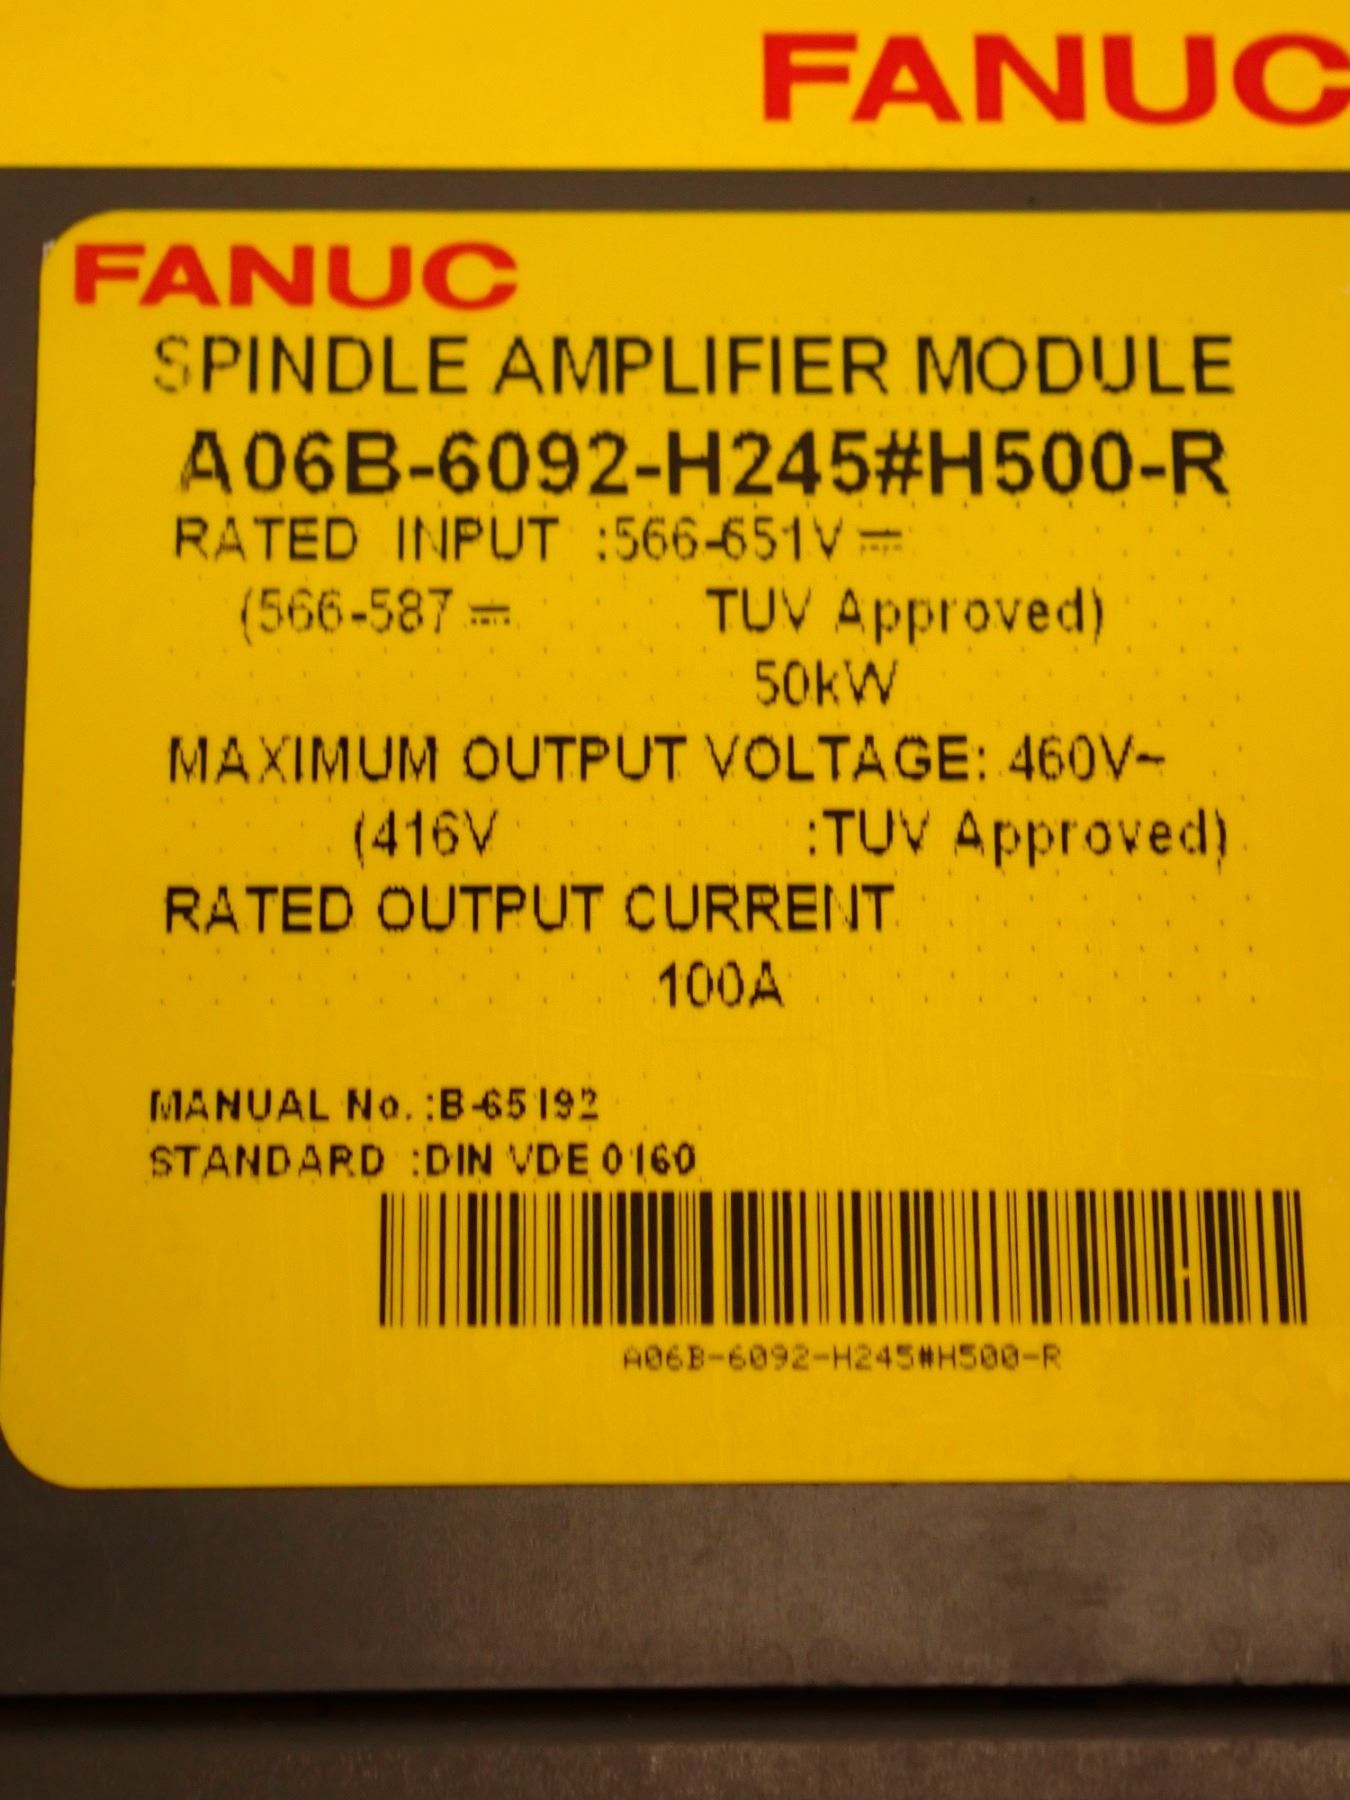 FANUC
FANUC
SPINDLE AMPLIFIER MODULE
A06B-6092-H245#H500-R
RATED INPUT :566-651V⎓
(566-587⎓ TUV Approved)
50kW
MAXIMUM OUTPUT VOLTAGE: 460V~
(416V :TUV Approved)
RATED OUTPUT CURRENT
100A
MANUAL No. :B-65192
STANDARD :DIN VDE 0160
A06B-6092-H245#H500-R